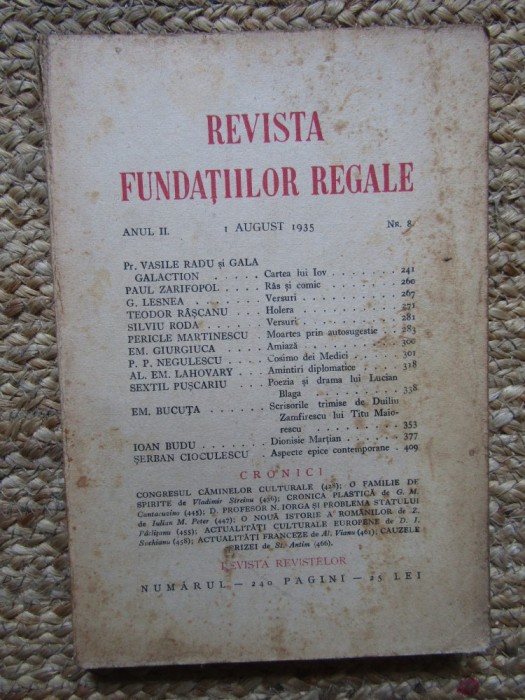 REVISTA
FUNDAȚIILOR REGALE
ANUL II. 1 AUGUST 1935 Nr. 8.
Pr. VASILE RADU și GALA
GALACTION . . . . . Cartea lui Iov . . . . . . . . 241
PAUL ZARIFOPOL . . . Râs și comic . . . . . . . . 260
G. LESNEA . . . . . . Versuri . . . . . . . . . . 267
TEODOR RĂȘCANU . . . Holera . . . . . . . . . . 271
SILVIU RODA . . . . . Versuri . . . . . . . . . . 281
PERICLE MARTINESCU . Moartea prin autosugestie . . 283
EM. GIURGIUCA . . . . Amiază . . . . . . . . . . 300
P. P. NEGULESCU . . . Cosimo dei Medici . . . . . 301
AL. EM. LAHOVARY . . . Amintiri diplomatice . . . . 318
SEXTIL PUȘCARIU . . . Poezia și drama lui Lucian
Blaga . . . . . . . . . 338
EM. BUCUȚA . . . . . . Scrisorile trimise de Duiliu
Zamfirescu lui Titu Maio-
rescu . . . . . . . . . 353
IOAN BUDU . . . . . . Dionisie Marțian . . . . . 377
ȘERBAN CIOCULESCU . . Aspecte epice contemporane . 409
CRONICI
CONGRESUL CĂMINELOR CULTURALE (429); O FAMILIE DE
SPIRITE de Vladimir Streinu (436); CRONICA PLASTICĂ de G. M.
Cantacuzino (445); D. PROFESOR N. IORGA ȘI PROBLEMA STATULUI
de Iulian M. Peter (447); O NOUĂ ISTORIE A ROMÂNILOR de Z.
Pâclișanu (453); ACTUALITĂȚI CULTURALE EUROPENE de D. I.
Suchianu (458); ACTUALITĂȚI FRANCEZE de Al. Vianu (461); CAUZELE
CRIZEI de St. Antim (466).
REVISTA REVISTELOR
NUMĂRUL — 240 PAGINI — 25 LEI